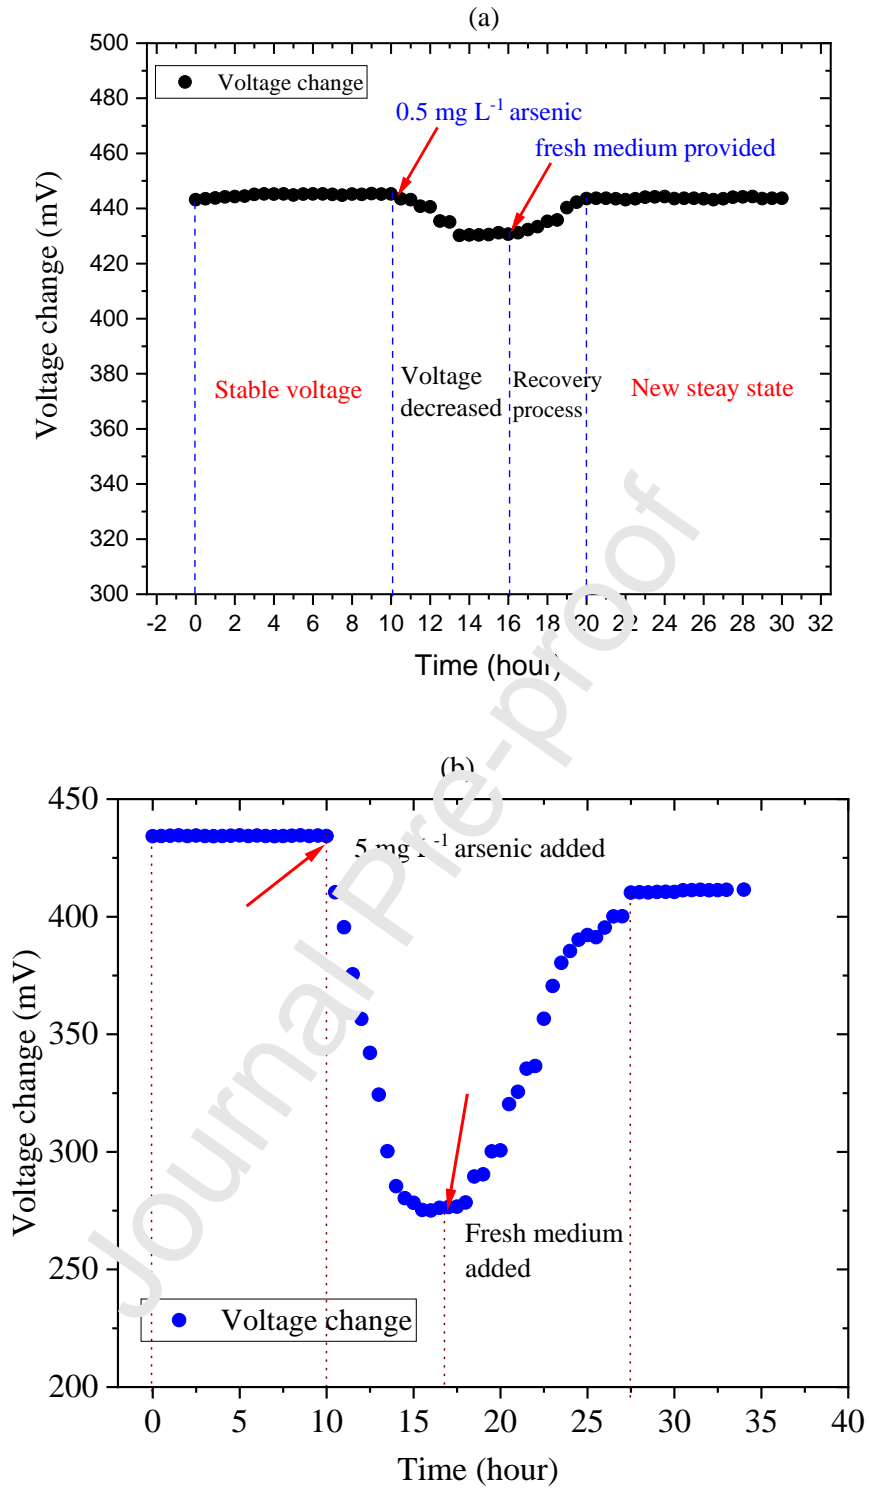 (a)
500
480
460
440
420
400
380
360
340
320
300
Voltage change (mV)
Voltage change
0.5 mg L⁻¹ arsenic
fresh medium provided
Stable voltage
Voltage
decreased
Recovery
process
New steay state
-2 0 2 4 6 8 10 12 14 16 18 20 22 24 26 28 30 32
Time (hour)
(b)
450
400
350
300
250
200
Voltage change (mV)
5 mg L⁻¹ arsenic added
Fresh medium
added
Voltage change
0 5 10 15 20 25 30 35 40
Time (hour)
Journal Pre-proof